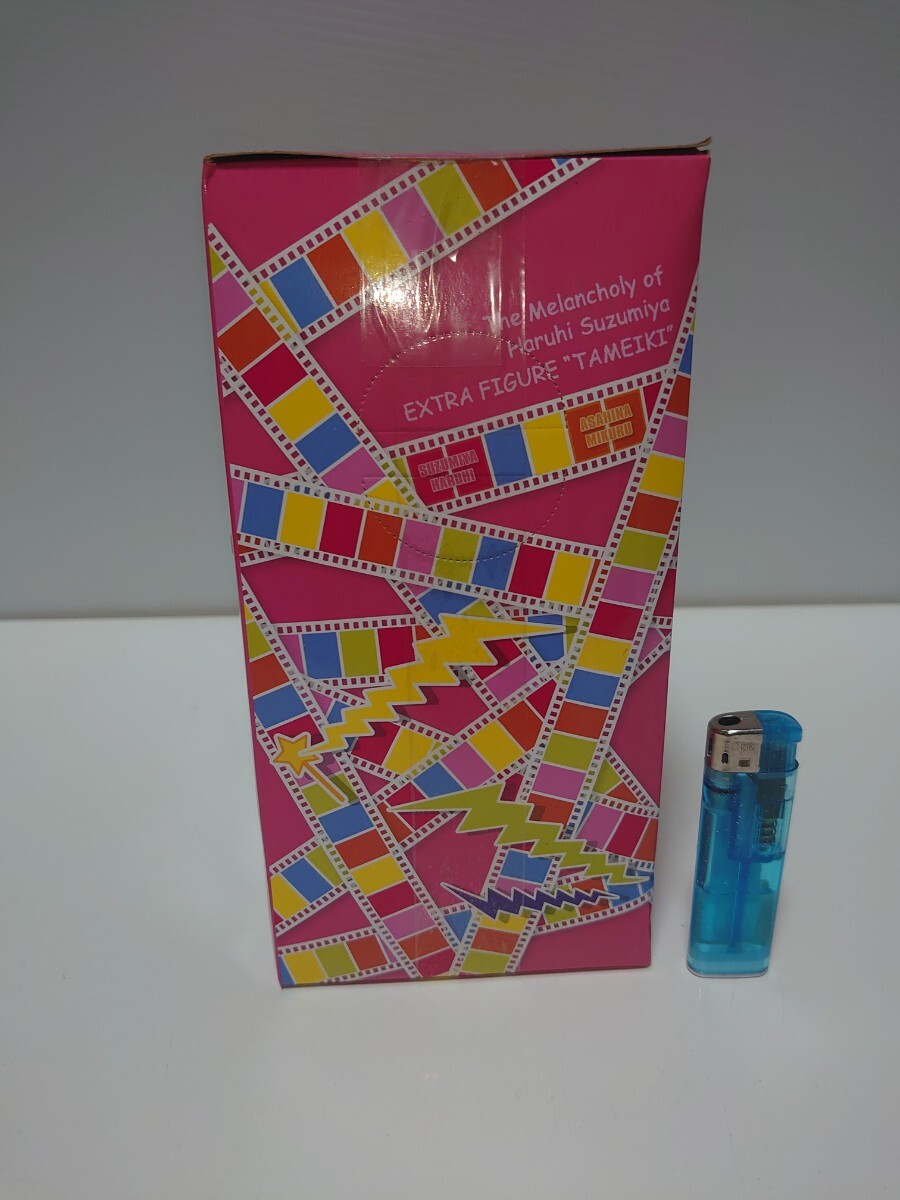 The Melancholy of
Haruhi Suzumiya
EXTRA FIGURE "TAMEIKI"
ASAHINA
MIKURU
SUZUMIYA
HARUHI